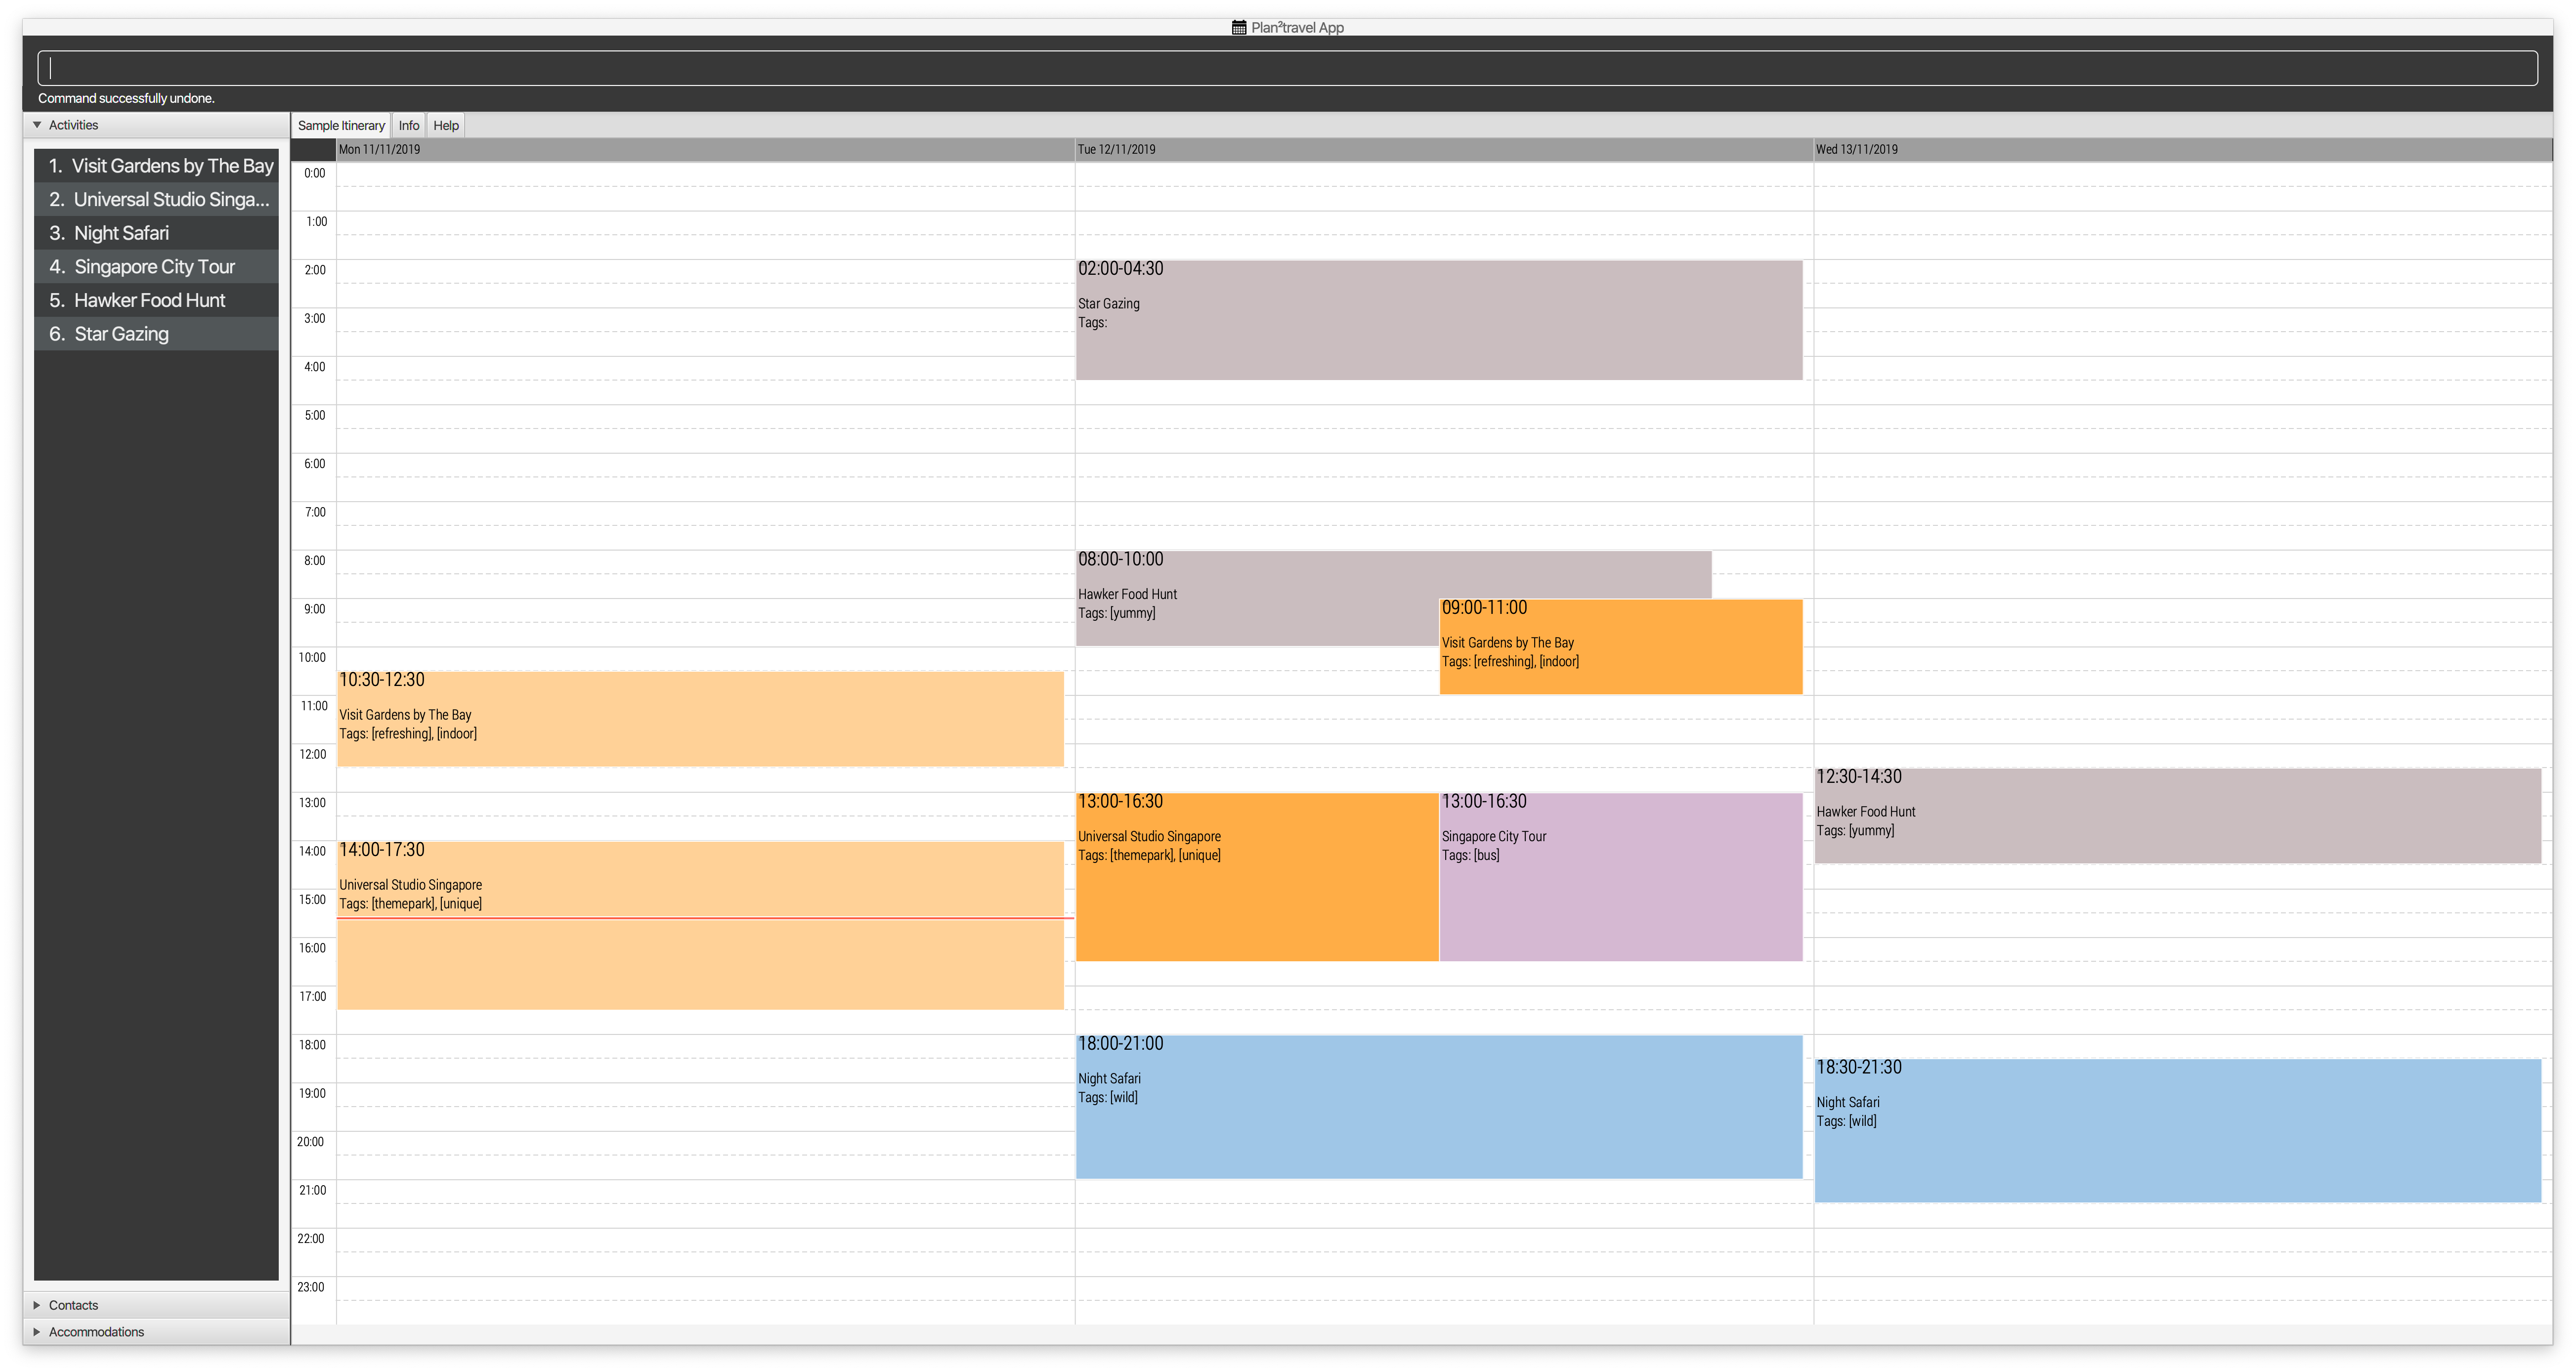 Plan²travel App
Command successfully undone.
Activities
1. Visit Gardens by The Bay
2. Universal Studio Singa...
3. Night Safari
4. Singapore City Tour
5. Hawker Food Hunt
6. Star Gazing
Contacts
Accommodations
Sample Itinerary Info Help
Mon 11/11/2019 Tue 12/11/2019 Wed 13/11/2019
0:00
1:00
2:00
3:00
4:00
5:00
6:00
7:00
8:00
9:00
10:00
11:00
12:00
13:00
14:00
15:00
16:00
17:00
18:00
19:00
20:00
21:00
22:00
23:00
10:30-12:30
Visit Gardens by The Bay
Tags: [refreshing], [indoor]
14:00-17:30
Universal Studio Singapore
Tags: [themepark], [unique]
02:00-04:30
Star Gazing
Tags:
08:00-10:00
Hawker Food Hunt
Tags: [yummy]
09:00-11:00
Visit Gardens by The Bay
Tags: [refreshing], [indoor]
13:00-16:30
Universal Studio Singapore
Tags: [themepark], [unique]
13:00-16:30
Singapore City Tour
Tags: [bus]
18:00-21:00
Night Safari
Tags: [wild]
12:30-14:30
Hawker Food Hunt
Tags: [yummy]
18:30-21:30
Night Safari
Tags: [wild]